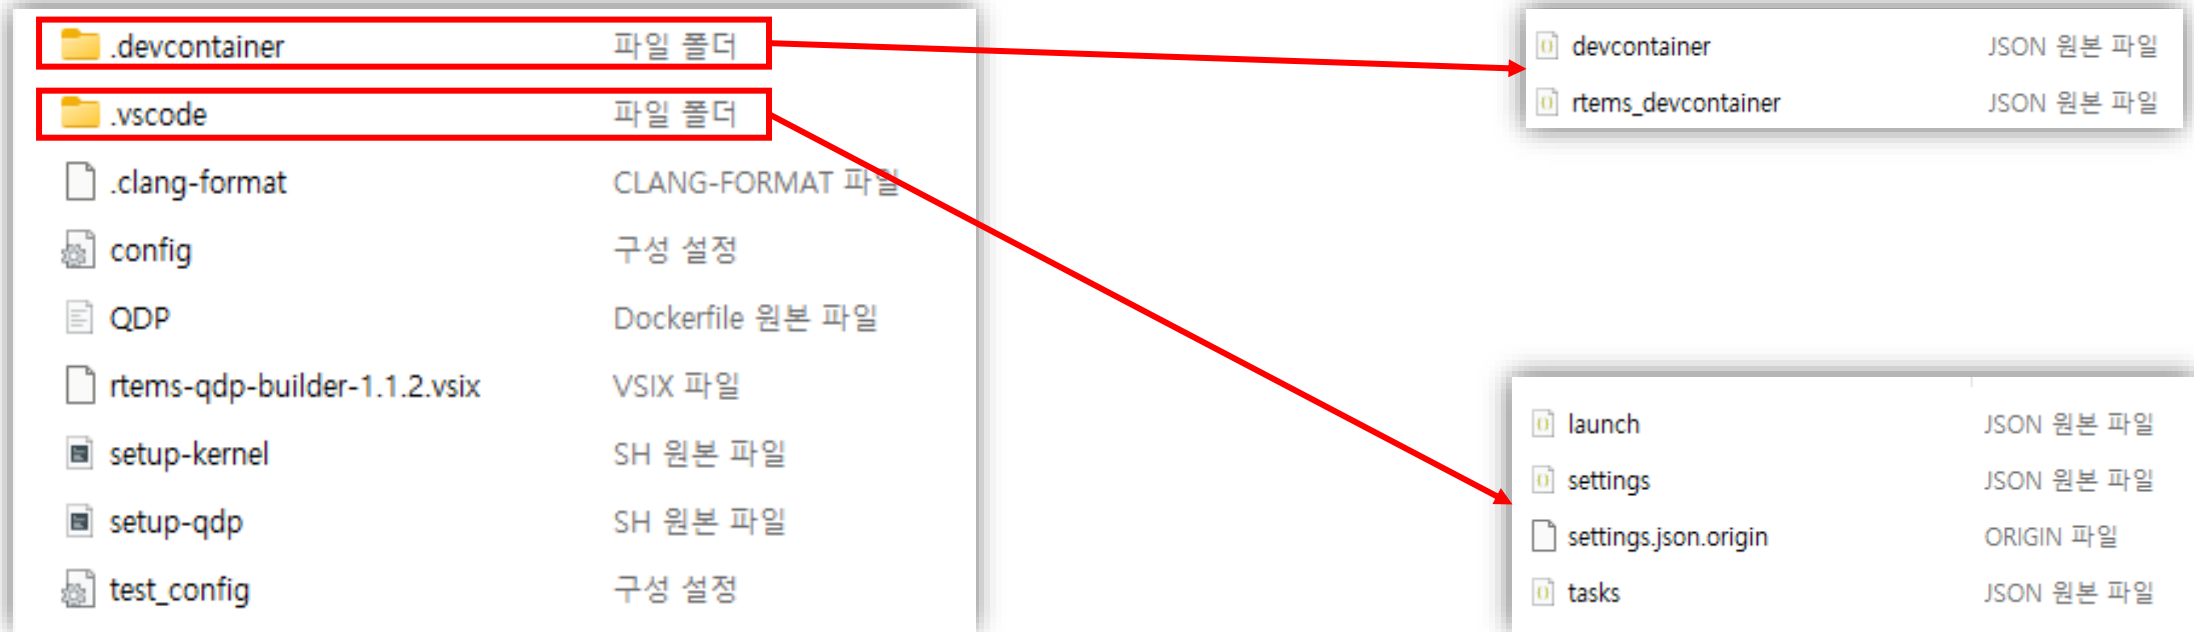 .devcontainer 파일 폴더
.vscode 파일 폴더
.clang-format CLANG-FORMAT 파일
config 구성 설정
QDP Dockerfile 원본 파일
rtems-qdp-builder-1.1.2.vsix VSIX 파일
setup-kernel SH 원본 파일
setup-qdp SH 원본 파일
test_config 구성 설정
devcontainer JSON 원본 파일
rtems_devcontainer JSON 원본 파일
launch JSON 원본 파일
settings JSON 원본 파일
settings.json.origin ORIGIN 파일
tasks JSON 원본 파일